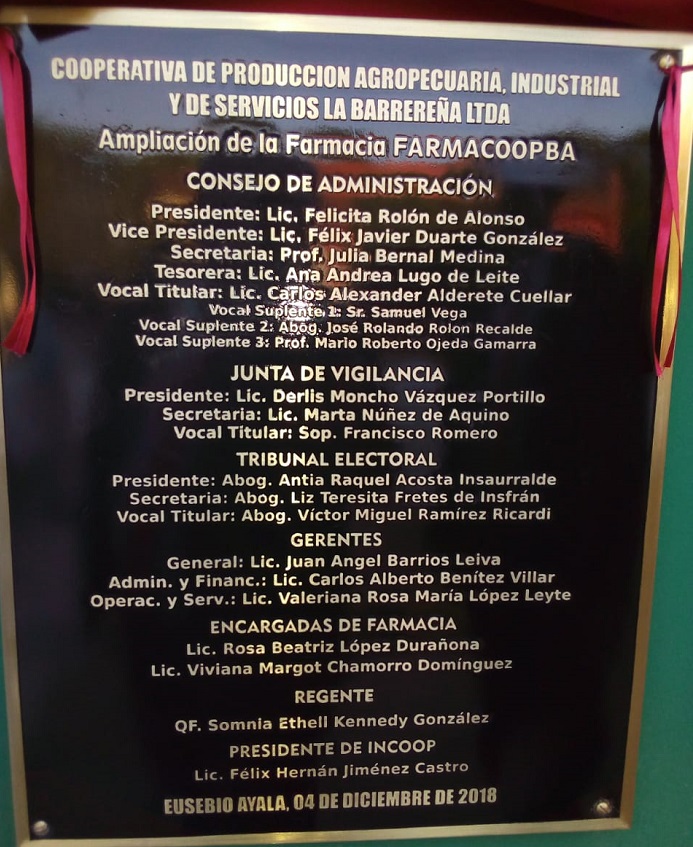 COOPERATIVA DE PRODUCCION AGROPECUARIA, INDUSTRIAL
Y DE SERVICIOS LA BARREREÑA LTDA
Ampliación de la Farmacia FARMACOOPBA
CONSEJO DE ADMINISTRACIÓN
Presidente: Lic. Felicita Rolón de Alonso
Vice Presidente: Lic. Félix Javier Duarte González
Secretaria: Prof. Julia Bernal Medina
Tesorera: Lic. Ana Andrea Lugo de Leite
Vocal Titular: Lic. Carlos Alexander Alderete Cuellar
Vocal Suplente 1: Sr. Samuel Vega
Vocal Suplente 2: Abog. José Rolando Rolon Recalde
Vocal Suplente 3: Prof. Mario Roberto Ojeda Gamarra
JUNTA DE VIGILANCIA
Presidente: Lic. Derlis Moncho Vázquez Portillo
Secretaria: Lic. Marta Núñez de Aquino
Vocal Titular: Sop. Francisco Romero
TRIBUNAL ELECTORAL
Presidente: Abog. Antia Raquel Acosta Insaurralde
Secretaria: Abog. Liz Teresita Fretes de Insfrán
Vocal Titular: Abog. Víctor Miguel Ramírez Ricardi
GERENTES
General: Lic. Juan Angel Barrios Leiva
Admin. y Financ.: Lic. Carlos Alberto Benítez Villar
Operac. y Serv.: Lic. Valeriana Rosa María López Leyte
ENCARGADAS DE FARMACIA
Lic. Rosa Beatriz López Durañona
Lic. Viviana Margot Chamorro Domínguez
REGENTE
QF. Somnia Ethell Kennedy González
PRESIDENTE DE INCOOP
Lic. Félix Hernán Jiménez Castro
EUSEBIO AYALA, 04 DE DICIEMBRE DE 2018